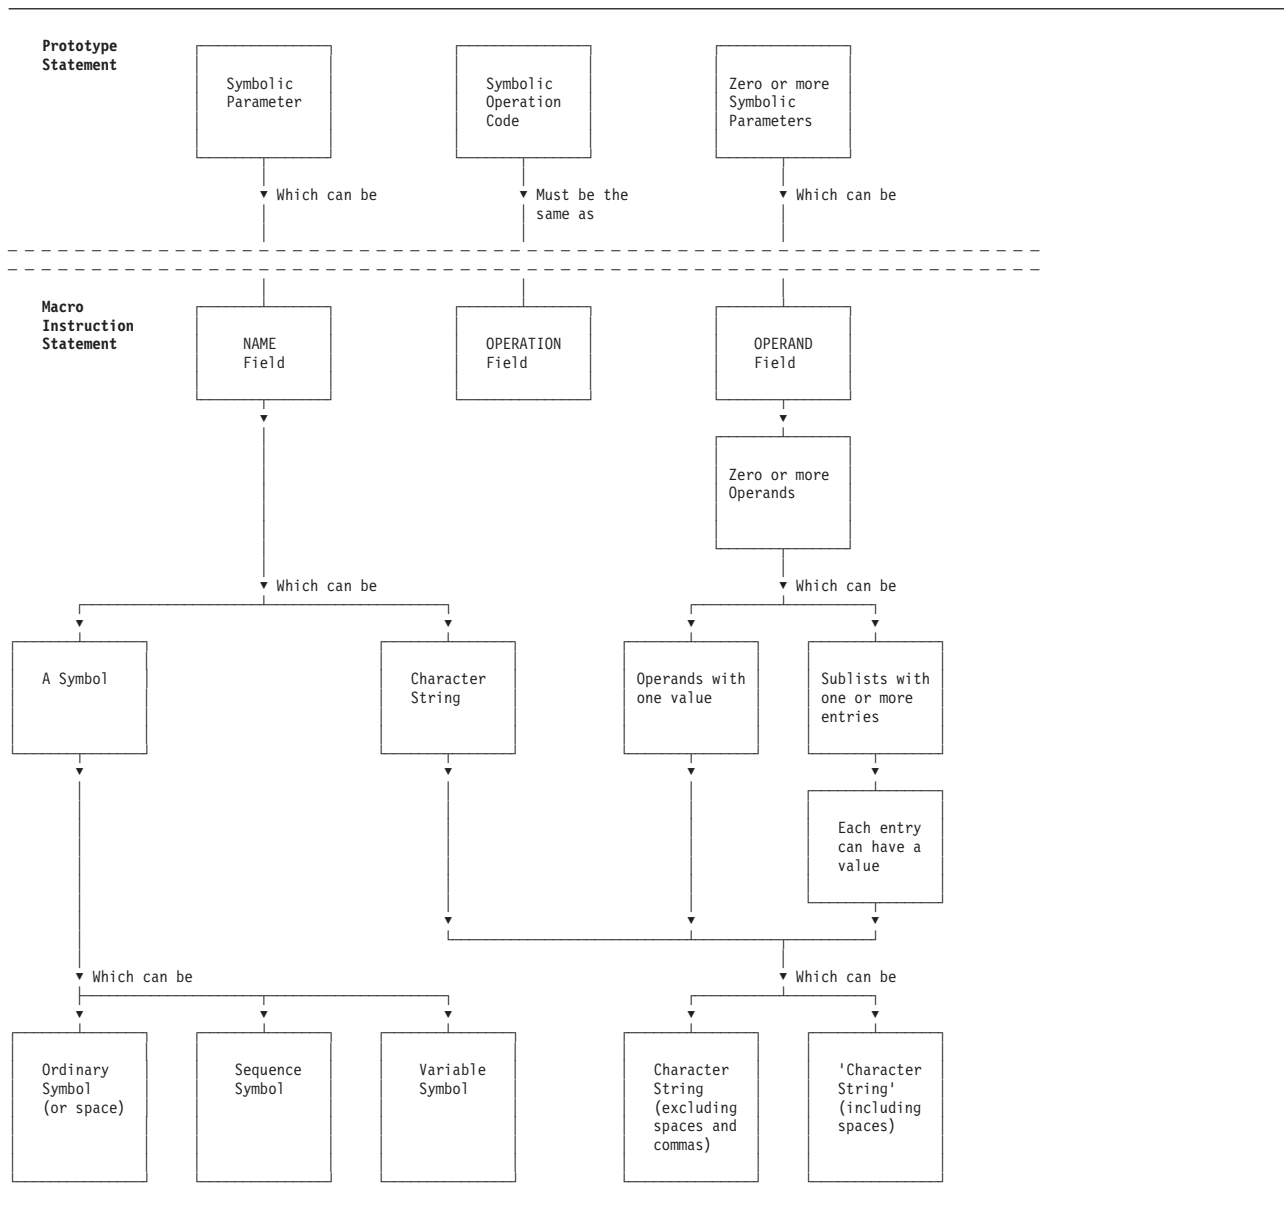 Prototype
Statement
Symbolic
Parameter
Symbolic
Operation
Code
Zero or more
Symbolic
Parameters
Which can be
Must be the
same as
Which can be
Macro
Instruction
Statement
NAME
Field
OPERATION
Field
OPERAND
Field
Zero or more
Operands
Which can be
Which can be
A Symbol
Character
String
Operands with
one value
Sublists with
one or more
entries
Each entry
can have a
value
Which can be
Which can be
Ordinary
Symbol
(or space)
Sequence
Symbol
Variable
Symbol
Character
String
(excluding
spaces and
commas)
'Character
String'
(including
spaces)